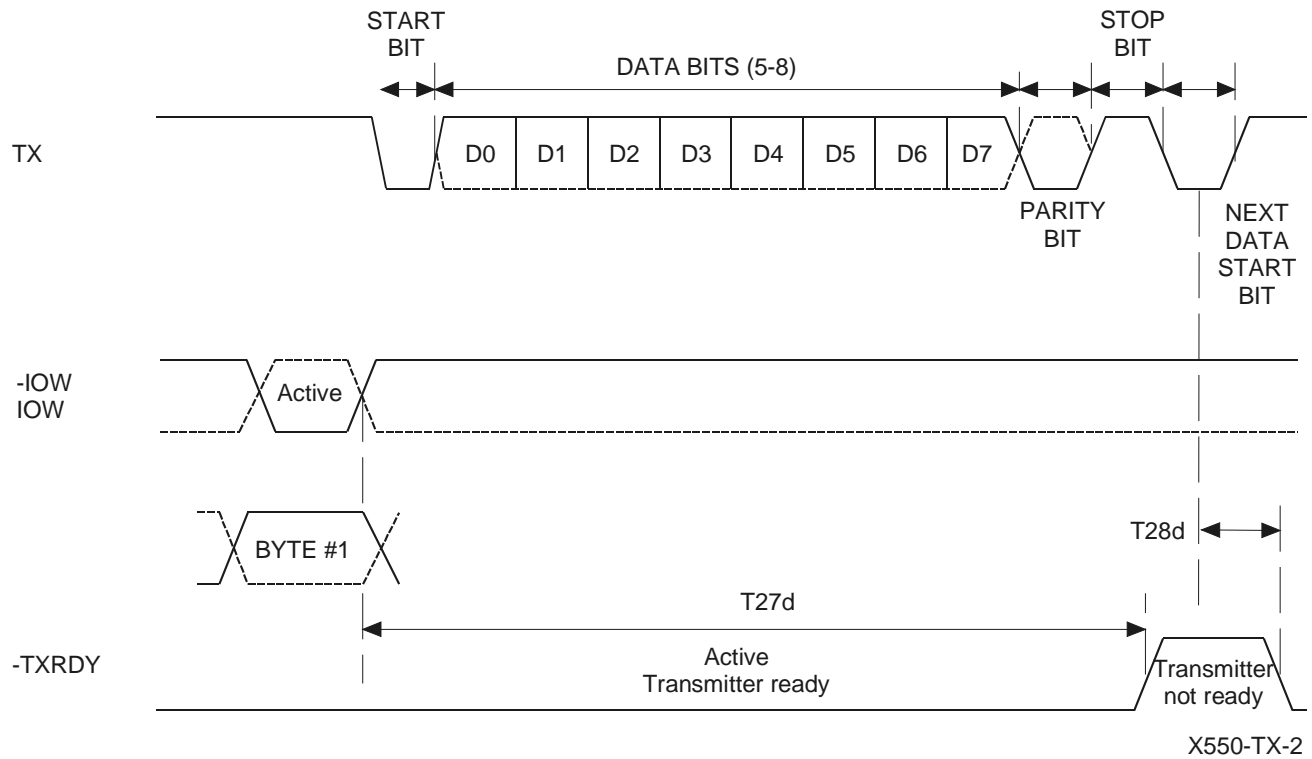 START
BIT
DATA BITS (5-8)
STOP
BIT
TX
D0 D1 D2 D3 D4 D5 D6 D7
PARITY
BIT
NEXT
DATA
START
BIT
-IOW
IOW
Active
BYTE #1
T28d
T27d
-TXRDY
Active
Transmitter ready
Transmitter
not ready
X550-TX-2